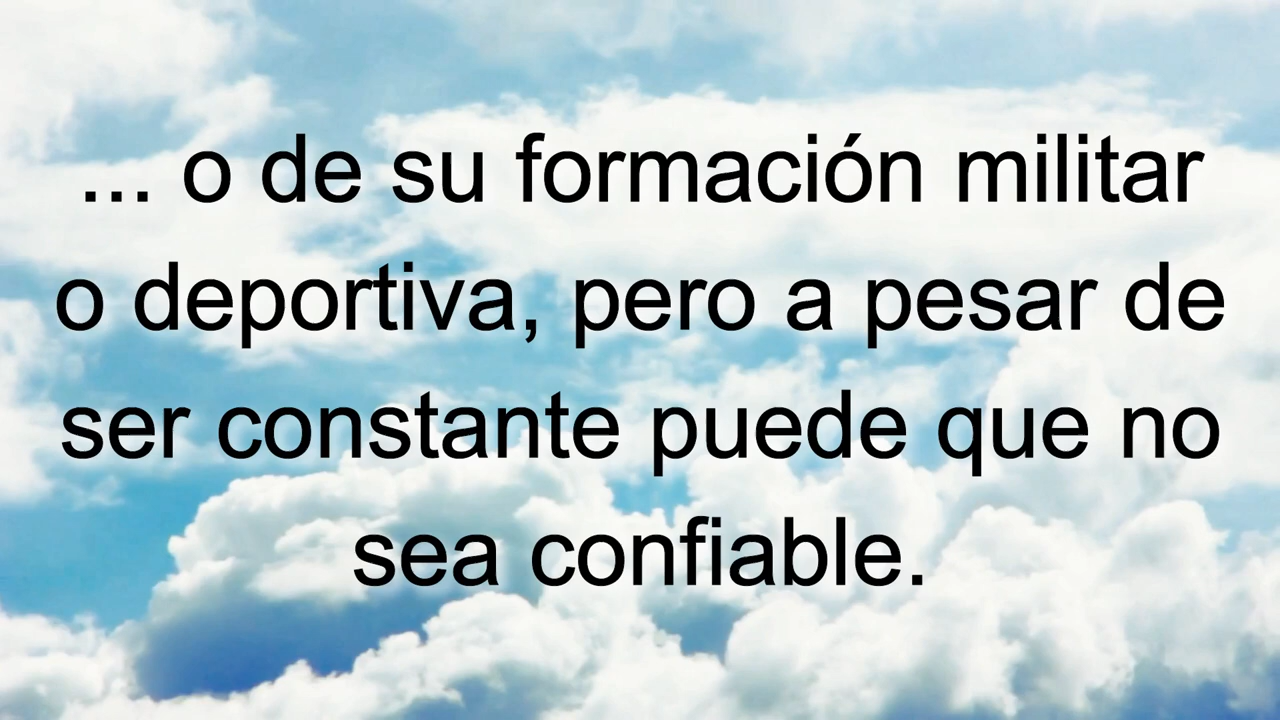 ... o de su formación militar
o deportiva, pero a pesar de
ser constante puede que no
sea confiable.